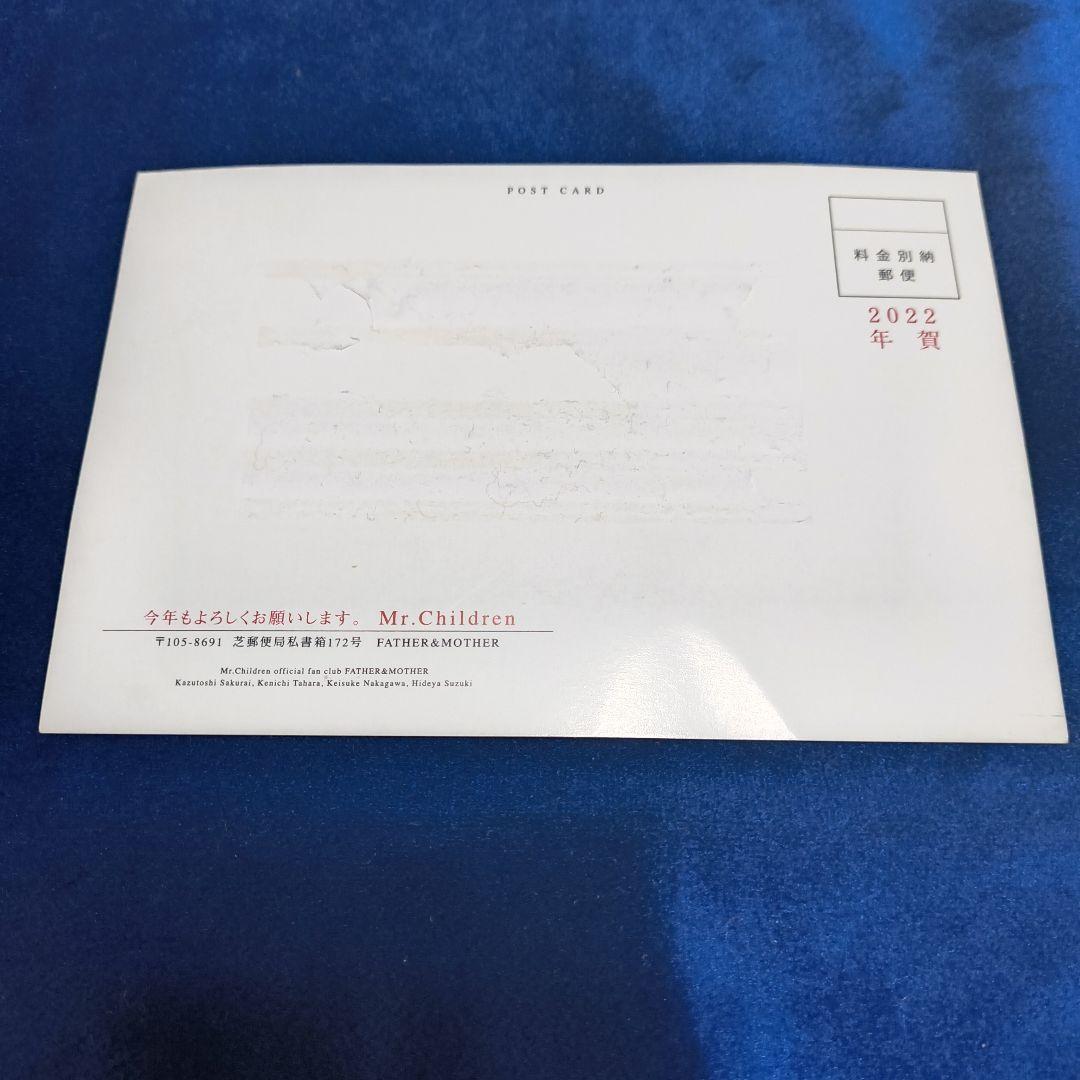 POST CARD
料金別納
郵便
2022
年賀
今年もよろしくお願いします。 Mr.Children
〒105-8691 芝郵便局私書箱172号 FATHER&MOTHER
Mr.Children official fan club FATHER&MOTHER
Kazutoshi Sakurai, Kenichi Tahara, Keisuke Nakagawa, Hideya Suzuki